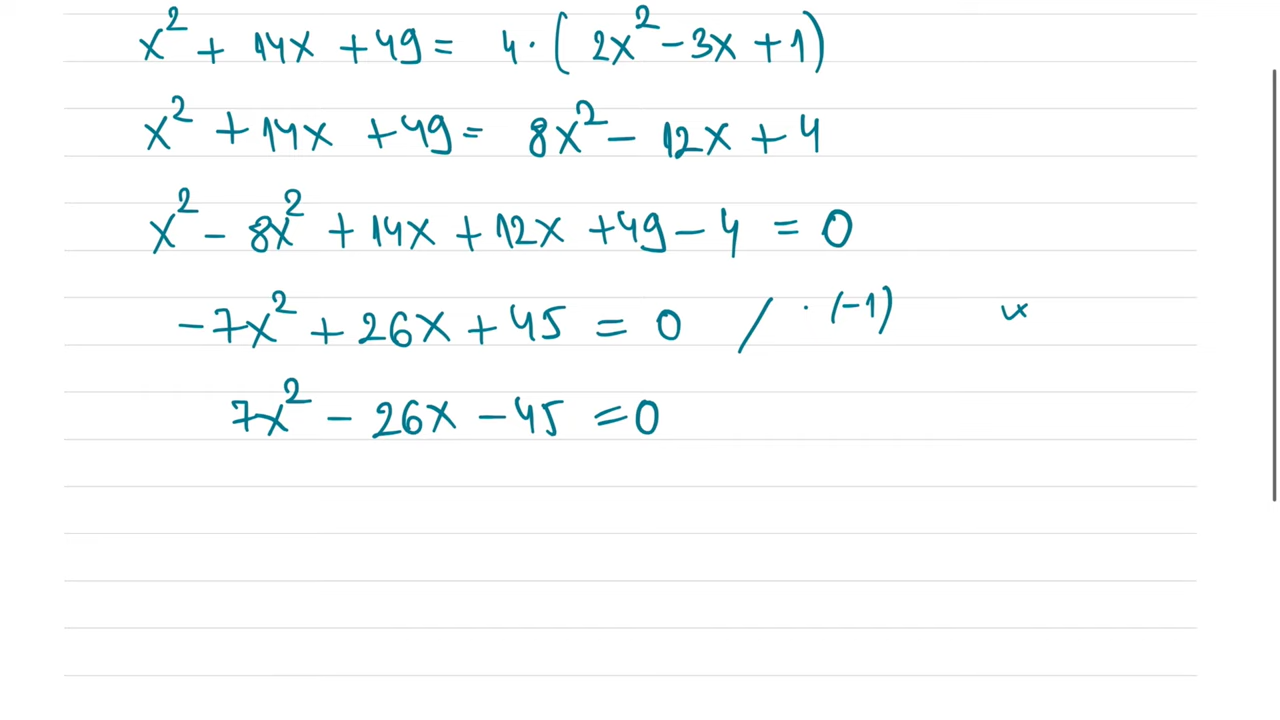 x² + 14x + 49 = 4 · (2x² - 3x + 1)
x² + 14x + 49 = 8x² - 12x + 4
x² - 8x² + 14x + 12x + 49 - 4 = 0
-7x² + 26x + 45 = 0 / · (-1)
7x² - 26x - 45 = 0